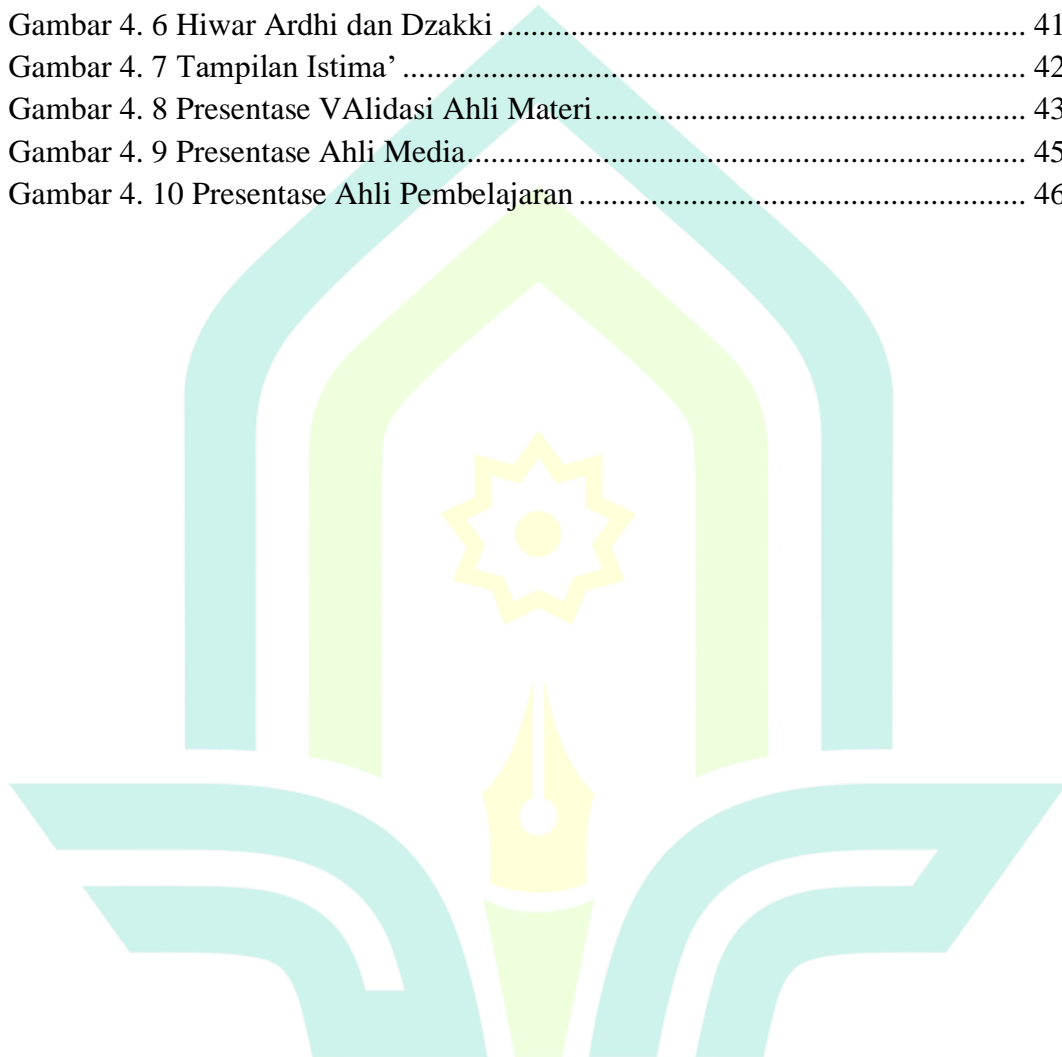 Gambar 4. 6 Hiwar Ardhi dan Dzakki .................................................................. 41
Gambar 4. 7 Tampilan Istima’ .............................................................................. 42
Gambar 4. 8 Presentase VAlidasi Ahli Materi...................................................... 43
Gambar 4. 9 Presentase Ahli Media...................................................................... 45
Gambar 4. 10 Presentase Ahli Pembelajaran ........................................................ 46